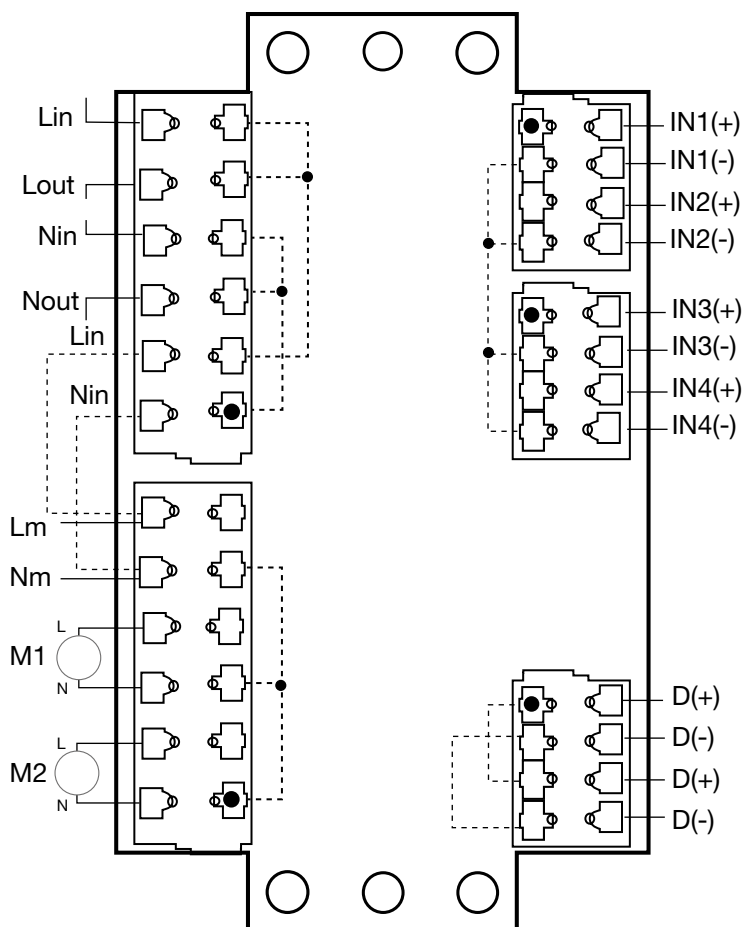 Lin
Lout
Nin
Nout
Lin
Nin
Lm
Nm
L
M1
N
L
M2
N
IN1(+)
IN1(-)
IN2(+)
IN2(-)
IN3(+)
IN3(-)
IN4(+)
IN4(-)
D(+)
D(-)
D(+)
D(-)